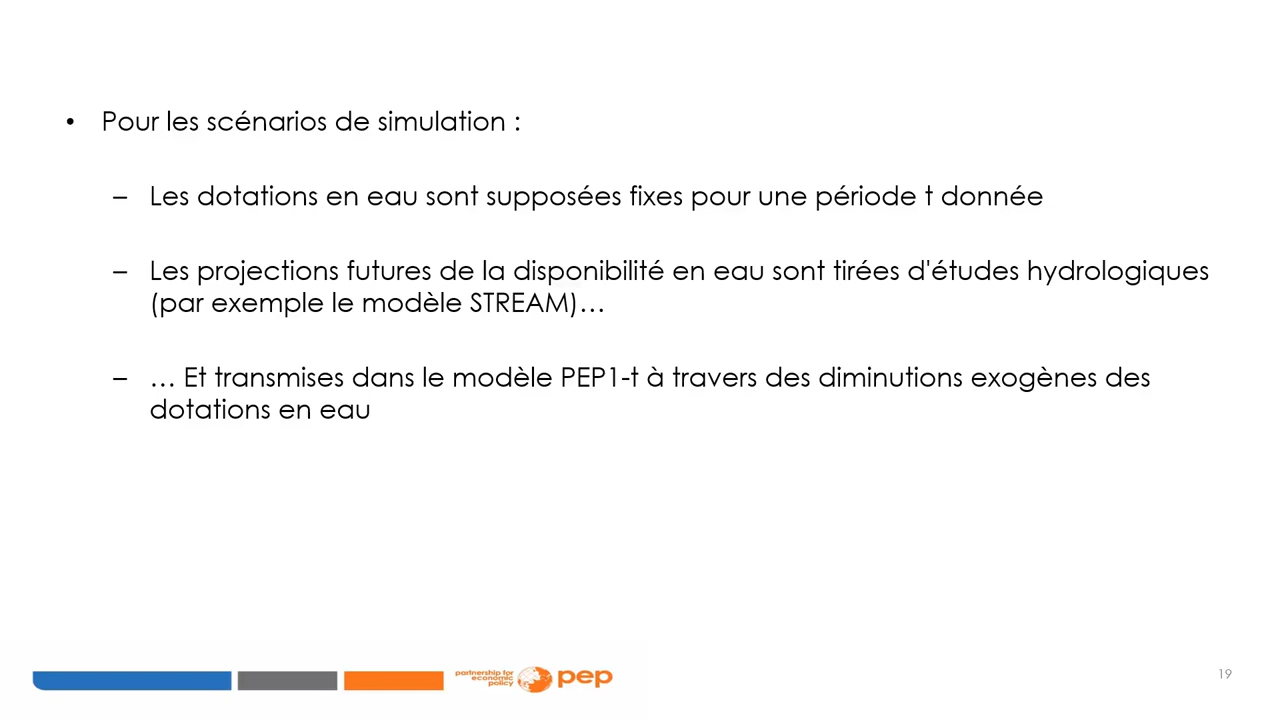 • Pour les scénarios de simulation :
– Les dotations en eau sont supposées fixes pour une période t donnée
– Les projections futures de la disponibilité en eau sont tirées d'études hydrologiques
(par exemple le modèle STREAM)…
– … Et transmises dans le modèle PEP1-t à travers des diminutions exogènes des
dotations en eau
partnership for
economic
policy
pep
19